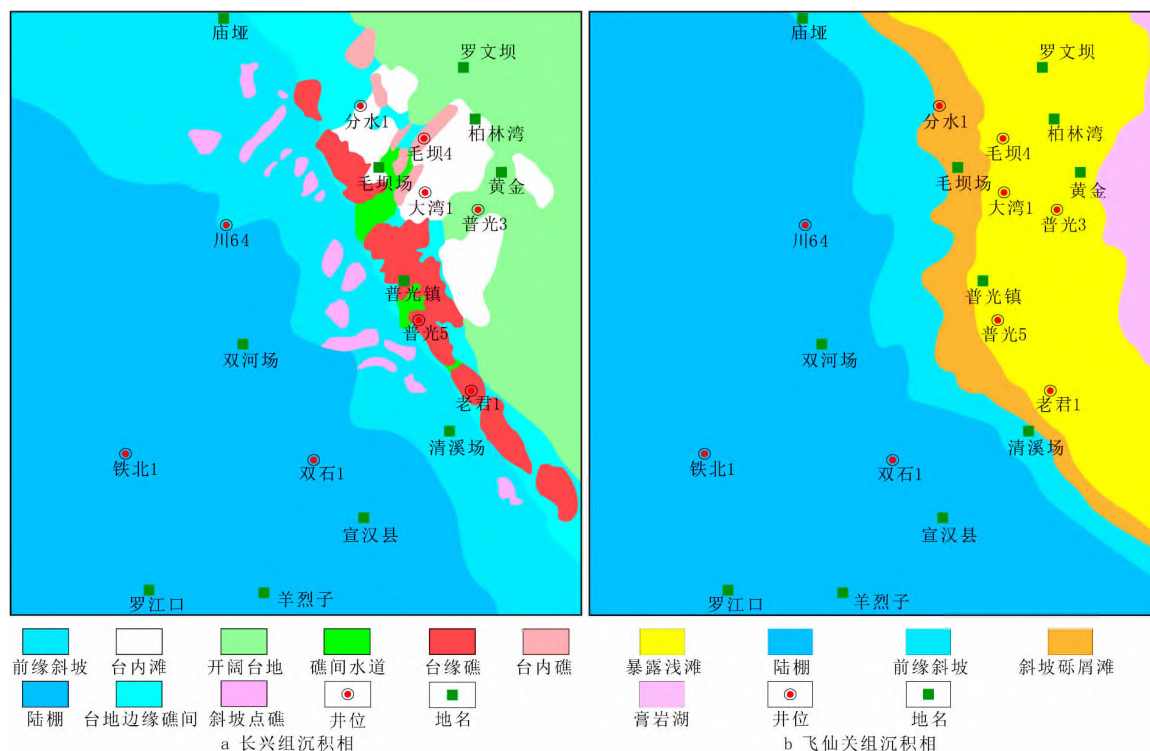 庙垭
罗文坝
分水1
柏林湾
毛坝4
毛坝场
黄金
大湾1
普光3
川64
普光镇
普光5
双河场
老君1
清溪场
铁北1
双石1
宣汉县
罗江口
羊烈子
庙垭
罗文坝
分水1
柏林湾
毛坝4
毛坝场
黄金
大湾1
普光3
川64
普光镇
普光5
双河场
老君1
清溪场
铁北1
双石1
宣汉县
罗江口
羊烈子
前缘斜坡 台内滩 开阔台地 礁间水道 台缘礁 台内礁
陆棚 台地边缘礁间 斜坡点礁 井位 地名
a 长兴组沉积相
暴露浅滩 陆棚 前缘斜坡 斜坡砾屑滩
膏岩湖 井位 地名
b 飞仙关组沉积相